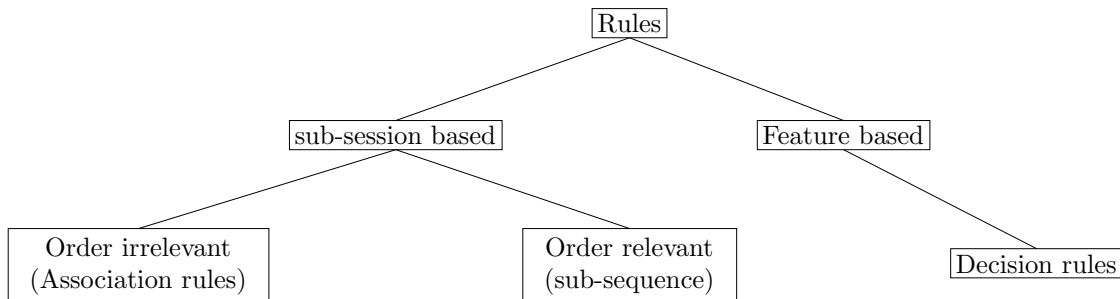 Rules
sub-session based
Feature based
Order irrelevant
(Association rules)
Order relevant
(sub-sequence)
Decision rules